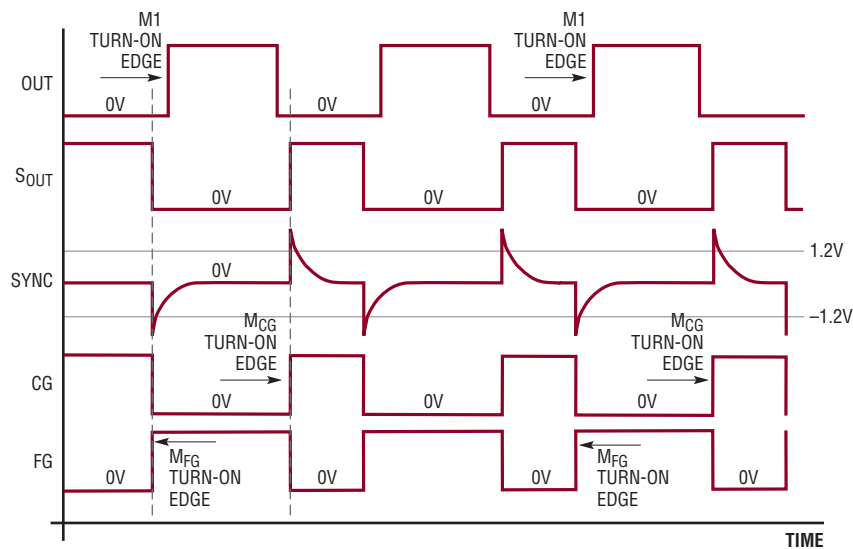 M1
TURN-ON
EDGE
M1
TURN-ON
EDGE
OUT
0V
0V
0V
SOUT
0V
0V
0V
1.2V
SYNC
0V
–1.2V
MCG
TURN-ON
EDGE
MCG
TURN-ON
EDGE
CG
0V
0V
0V
FG
0V
MFG
TURN-ON
EDGE
0V
0V
MFG
TURN-ON
EDGE
0V
TIME